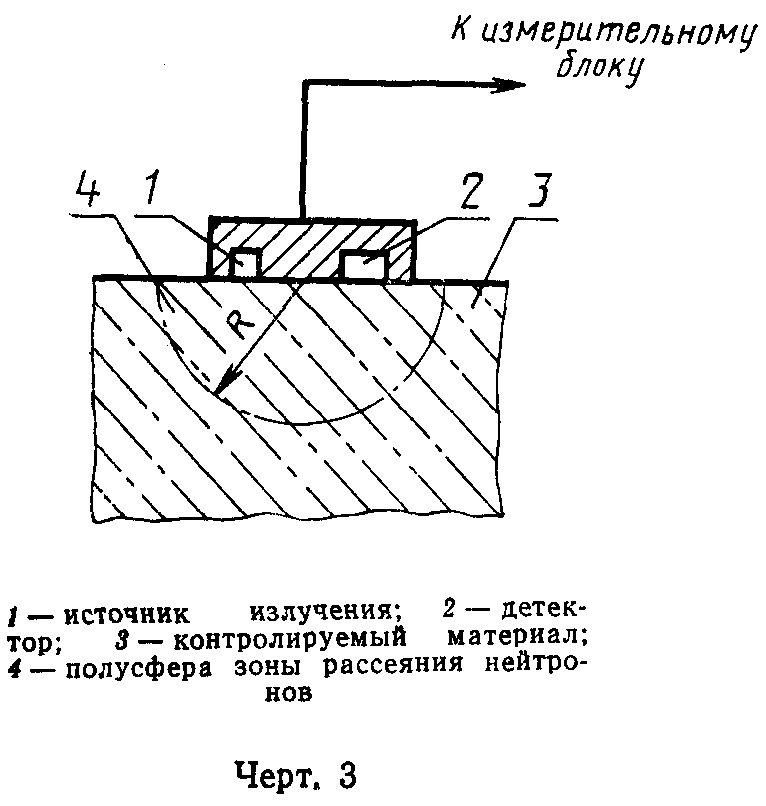 К измерительному
блоку
4 1 2 3
R
1 — источник излучения; 2 — детек-
тор; 3 — контролируемый материал;
4 — полусфера зоны рассеяния нейтро-
нов
Черт. 3